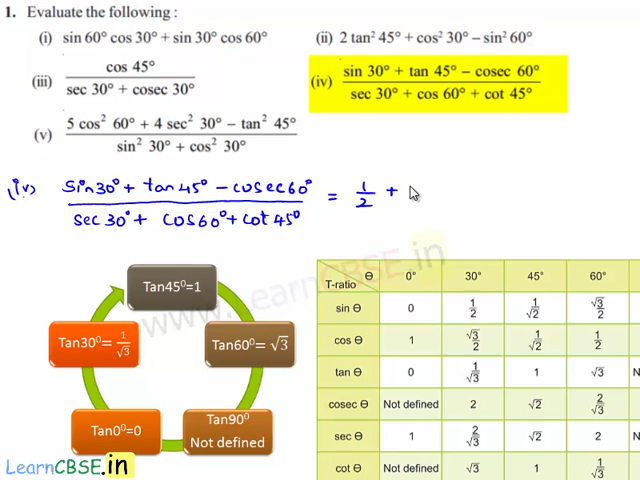 1. Evaluate the following :
(i) sin 60° cos 30° + sin 30° cos 60° (ii) 2 tan² 45° + cos² 30° – sin² 60°
(iii) cos 45° / sec 30° + cosec 30° (iv) sin 30° + tan 45° – cosec 60° / sec 30° + cos 60° + cot 45°
(v) 5 cos² 60° + 4 sec² 30° – tan² 45° / sin² 30° + cos² 30°
(iv) sin30° + tan45° – cosec60° / sec30° + cos60° + cot45° = 1/2 +
www.LearnCBSE.in
Tan45⁰=1
Tan30⁰= 1/√3
Tan60⁰= √3
Tan0⁰=0
Tan90⁰
Not defined
LearnCBSE.in
T-ratio Θ 0° 30° 45° 60°
sin Θ 0 1/2 1/√2 √3/2
cos Θ 1 √3/2 1/√2 1/2
tan Θ 0 1/√3 1 √3 N
cosec Θ Not defined 2 √2 2/√3
sec Θ 1 2/√3 √2 2 N
cot Θ Not defined √3 1 1/√3